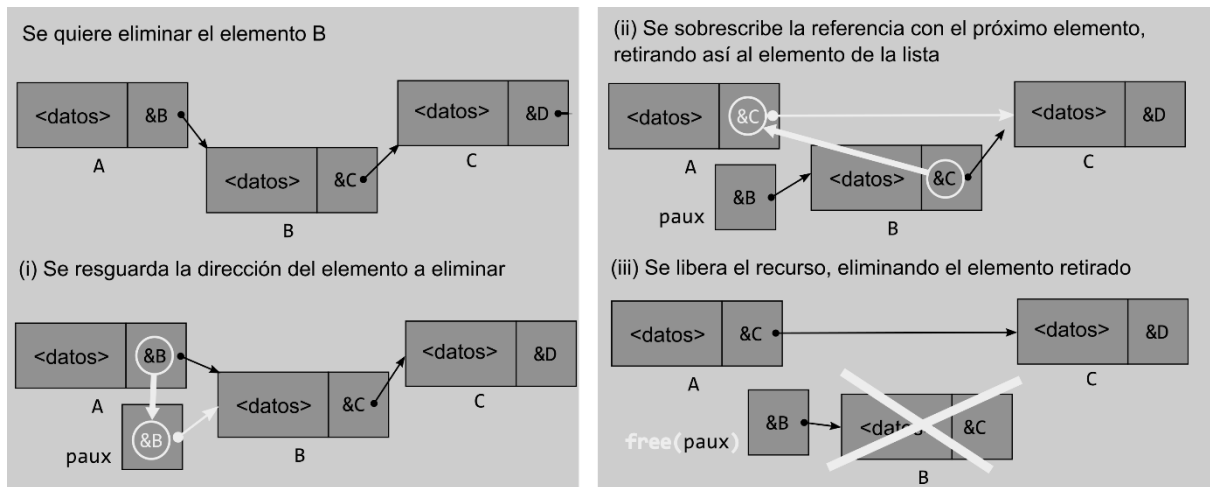 Se quiere eliminar el elemento B
<datos> &B
A
<datos> &C
B
<datos> &D
C
(i) Se resguarda la dirección del elemento a eliminar
<datos> &B
A
paux &B
<datos> &C
B
<datos> &D
C
(ii) Se sobrescribe la referencia con el próximo elemento,
retirando así al elemento de la lista
<datos> &C
A
paux &B
<datos> &C
B
<datos> &D
C
(iii) Se libera el recurso, eliminando el elemento retirado
<datos> &C
A
<datos> &D
C
free(paux) &B
<datos &C
B